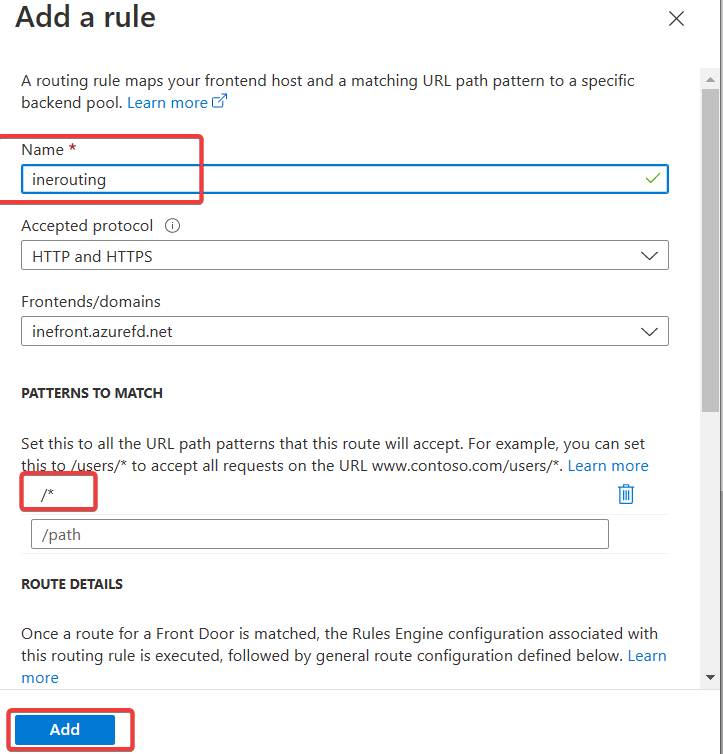 Add a rule
A routing rule maps your frontend host and a matching URL path pattern to a specific
backend pool. Learn more
Name *
inerouting
Accepted protocol
HTTP and HTTPS
Frontends/domains
inefront.azurefd.net
PATTERNS TO MATCH
Set this to all the URL path patterns that this route will accept. For example, you can set
this to /users/* to accept all requests on the URL www.contoso.com/users/*. Learn more
/*
/path
ROUTE DETAILS
Once a route for a Front Door is matched, the Rules Engine configuration associated with
this routing rule is executed, followed by general route configuration defined below. Learn
more
Add